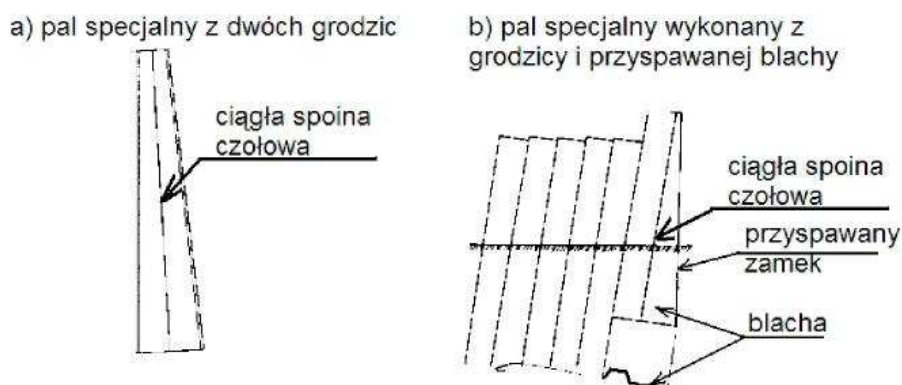 a) pal specjalny z dwóch grodzic
ciągła spoina
czołowa
b) pal specjalny wykonany z
grodzicy i przyspawanej blachy
ciągła spoina
czołowa
przyspawany
zamek
blacha